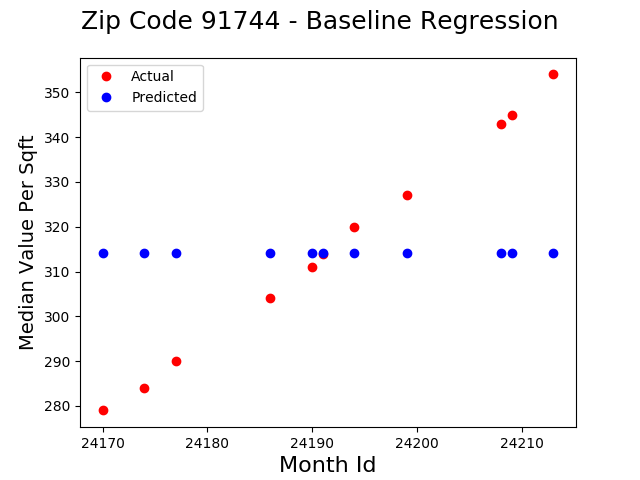 Zip Code 91744 - Baseline Regression
Actual
Predicted
Median Value Per Sqft
350
340
330
320
310
300
290
280
24170
24180
24190
24200
24210
Month Id